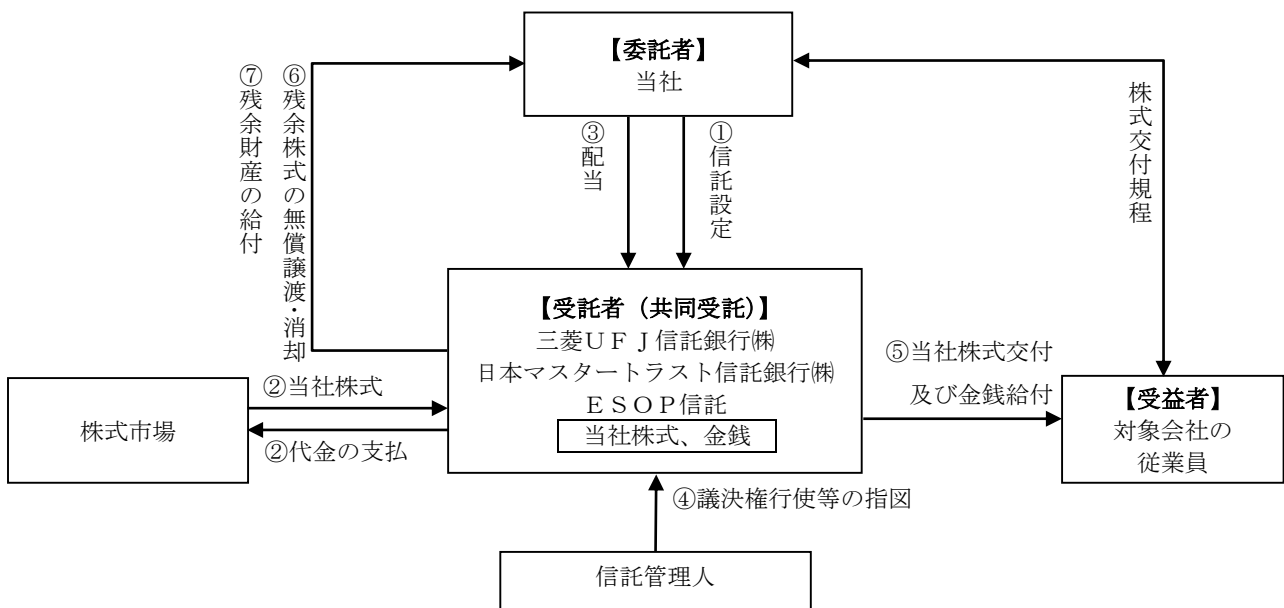 【委託者】
当社
⑦残余財産の給付
⑥残余株式の無償譲渡・消却
③配当
①信託設定
株式交付規程
【受託者（共同受託）】
三菱ＵＦＪ信託銀行㈱
日本マスタートラスト信託銀行㈱
ＥＳＯＰ信託
当社株式、金銭
株式市場
②当社株式
②代金の支払
⑤当社株式交付
及び金銭給付
【受益者】
対象会社の
従業員
④議決権行使等の指図
信託管理人